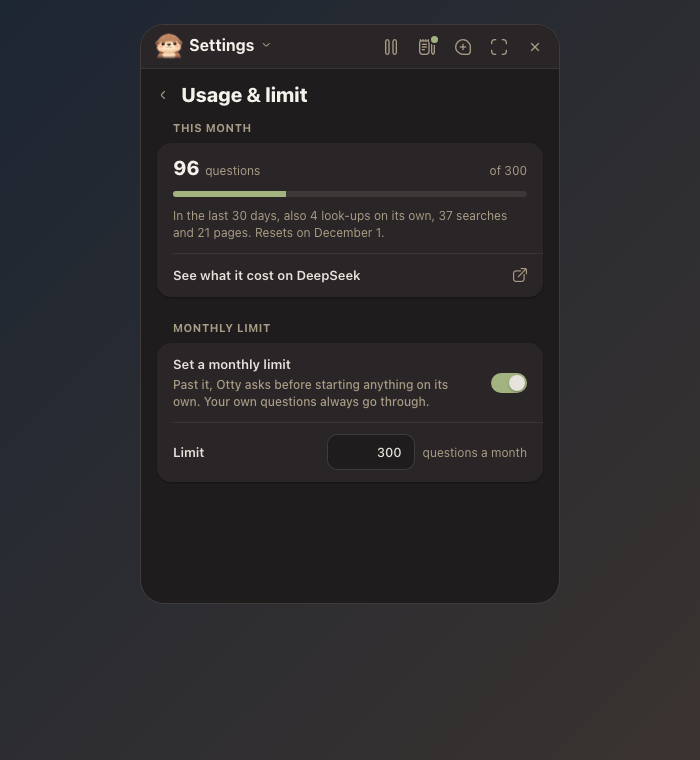 Settings
Usage & limit
THIS MONTH
96 questions of 300
In the last 30 days, also 4 look-ups on its own, 37 searches
and 21 pages. Resets on December 1.
See what it cost on DeepSeek
MONTHLY LIMIT
Set a monthly limit
Past it, Otty asks before starting anything on its
own. Your own questions always go through.
Limit 300 questions a month